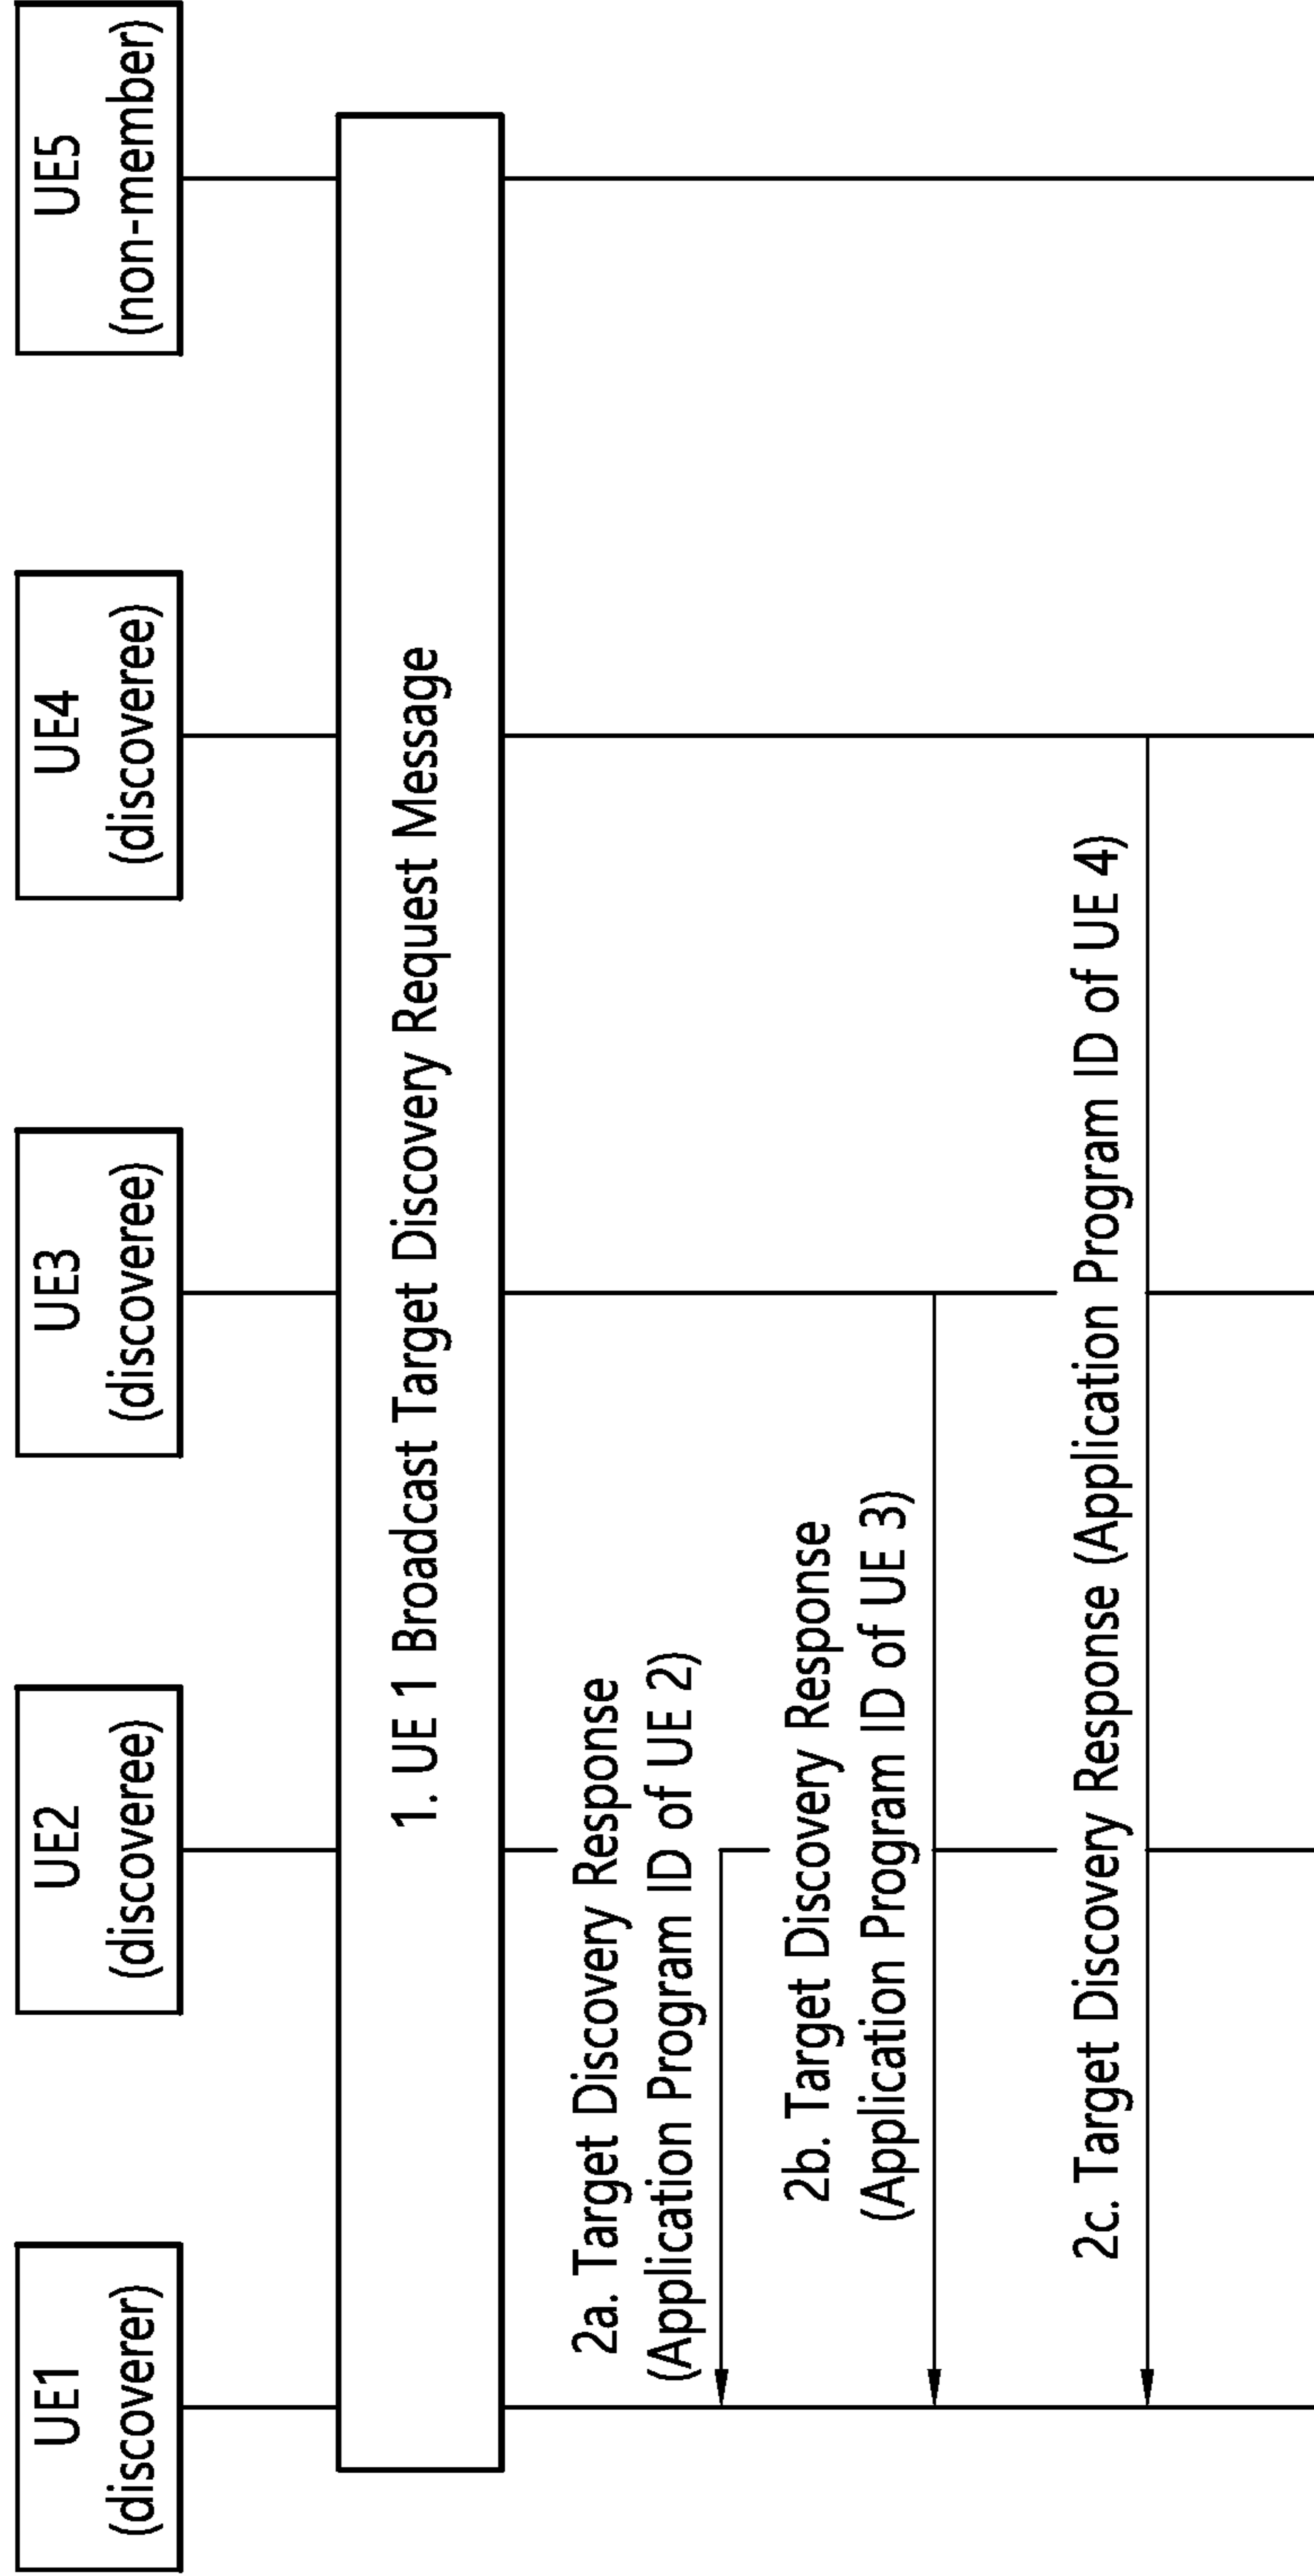 UE1
(discoverer)
UE2
(discoveree)
UE3
(discoveree)
UE4
(discoveree)
UE5
(non-member)
1. UE 1 Broadcast Target Discovery Request Message
2a. Target Discovery Response
(Application Program ID of UE 2)
2b. Target Discovery Response
(Application Program ID of UE 3)
2c. Target Discovery Response (Application Program ID of UE 4)